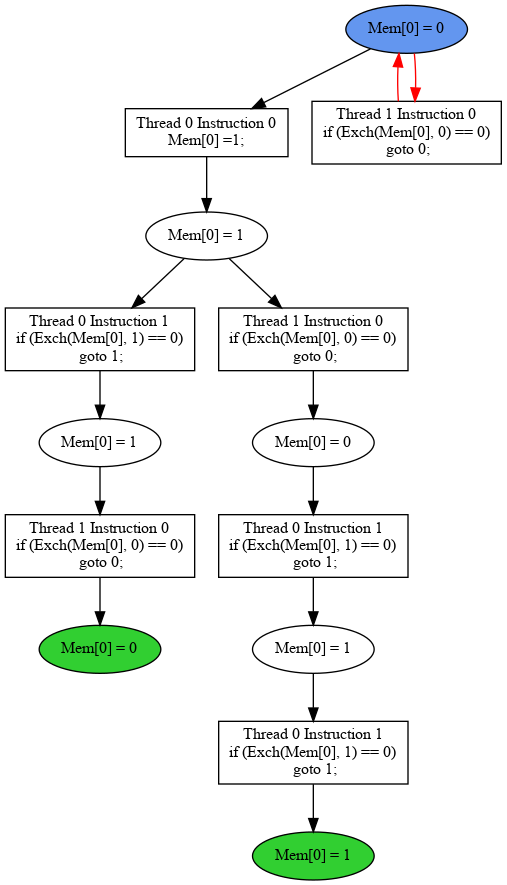 Mem[0] = 0
Thread 0 Instruction 0
Mem[0] =1;
Thread 1 Instruction 0
if (Exch(Mem[0], 0) == 0)
goto 0;
Mem[0] = 1
Thread 0 Instruction 1
if (Exch(Mem[0], 1) == 0)
goto 1;
Thread 1 Instruction 0
if (Exch(Mem[0], 0) == 0)
goto 0;
Mem[0] = 1
Mem[0] = 0
Thread 1 Instruction 0
if (Exch(Mem[0], 0) == 0)
goto 0;
Thread 0 Instruction 1
if (Exch(Mem[0], 1) == 0)
goto 1;
Mem[0] = 0
Mem[0] = 1
Thread 0 Instruction 1
if (Exch(Mem[0], 1) == 0)
goto 1;
Mem[0] = 1